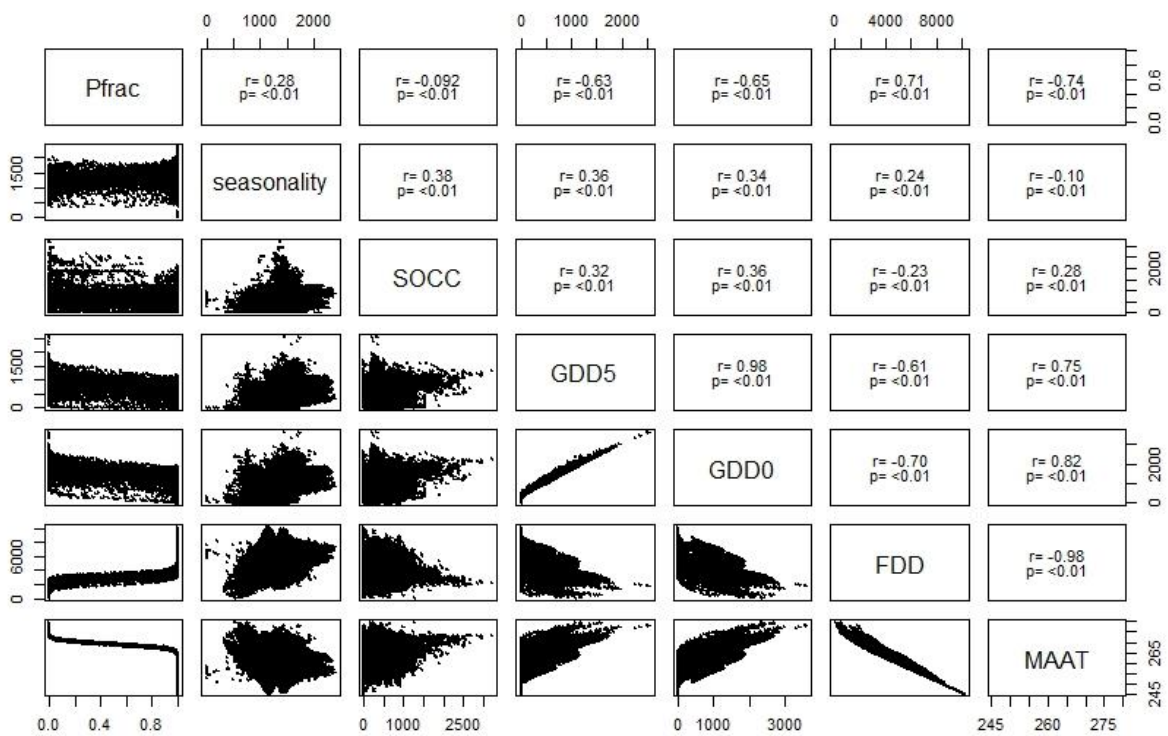 0 1000 2000 0 1000 2000 0 4000 8000
Pfrac r= 0.28 r= -0.092 r= -0.63 r= -0.65 r= 0.71 r= -0.74 0.0 0.6
p= <0.01 p= <0.01 p= <0.01 p= <0.01 p= <0.01 p= <0.01
0 1500 seasonality r= 0.38 r= 0.36 r= 0.34 r= 0.24 r= -0.10
p= <0.01 p= <0.01 p= <0.01 p= <0.01 p= <0.01
SOCC r= 0.32 r= 0.36 r= -0.23 r= 0.28 0 2000
p= <0.01 p= <0.01 p= <0.01 p= <0.01
0 1500 GDD5 r= 0.98 r= -0.61 r= 0.75
p= <0.01 p= <0.01 p= <0.01
GDD0 r= -0.70 r= 0.82 0 2000
p= <0.01 p= <0.01
0 6000 FDD r= -0.98
p= <0.01
MAAT 245 265
0.0 0.4 0.8 0 1000 2500 0 1000 3000 245 260 275